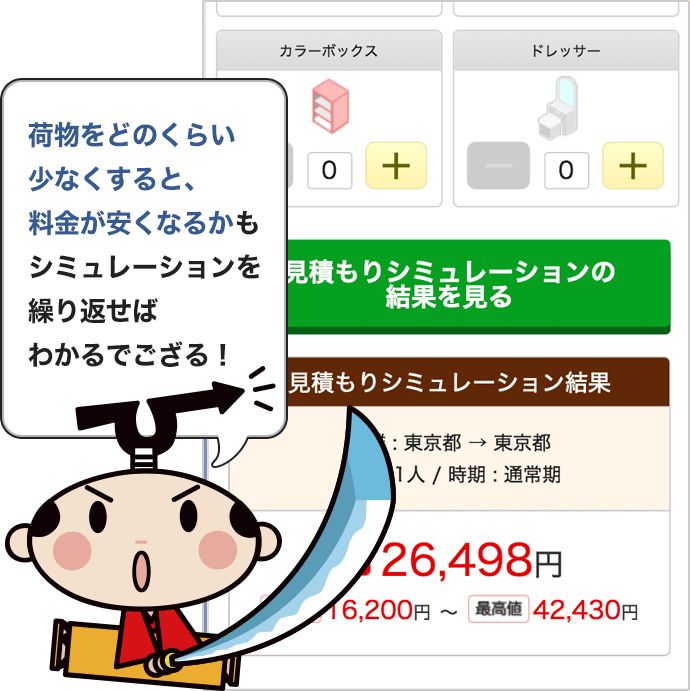 カラーボックス
ドレッサー
0
0
荷物をどのくらい
少なくすると、
料金が安くなるかも
シミュレーションを
繰り返せば
わかるでござる！
見積もりシミュレーションの
結果を見る
見積もりシミュレーション結果
: 東京都 → 東京都
1人 / 時期 : 通常期
26,498円
16,200円 ～ 最高値 42,430円